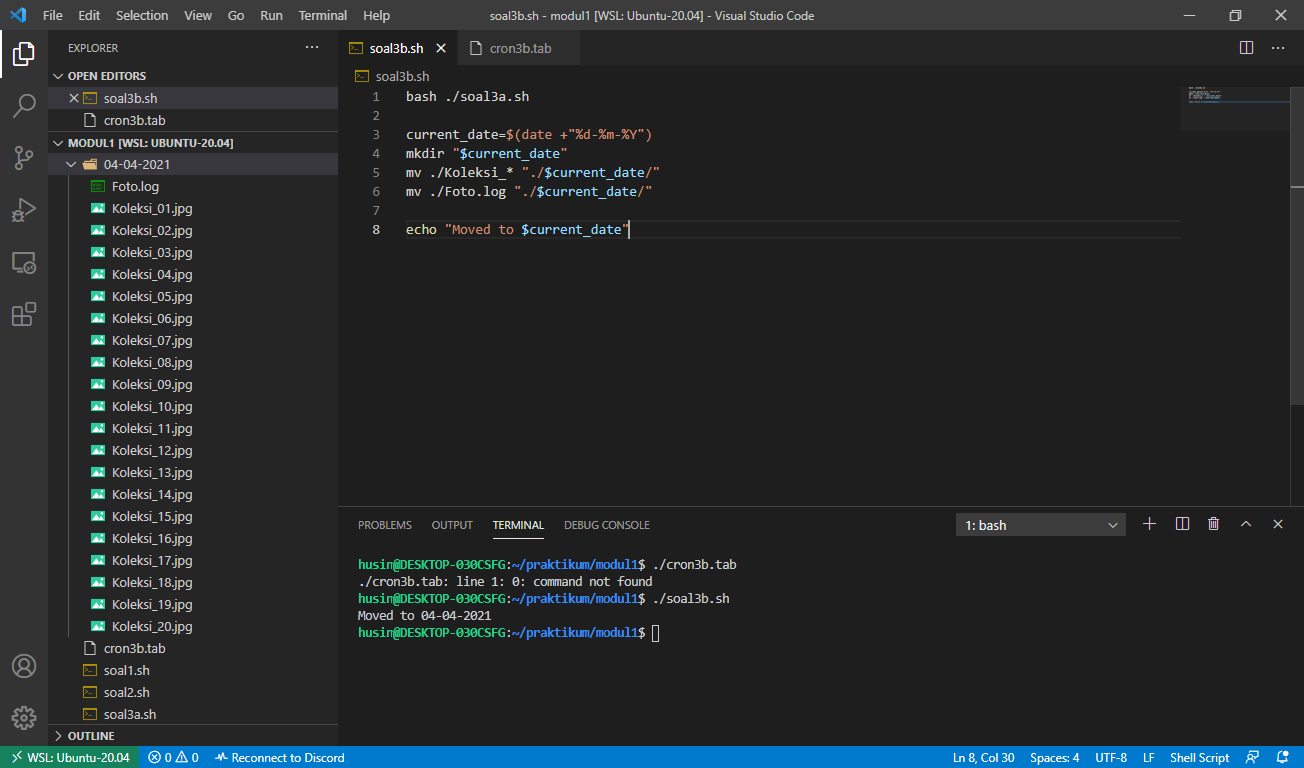 File Edit Selection View Go Run Terminal Help
soal3b.sh - modul1 [WSL: Ubuntu-20.04] - Visual Studio Code
EXPLORER
OPEN EDITORS
soal3b.sh
cron3b.tab
MODUL1 [WSL: UBUNTU-20.04]
04-04-2021
Foto.log
Koleksi_01.jpg
Koleksi_02.jpg
Koleksi_03.jpg
Koleksi_04.jpg
Koleksi_05.jpg
Koleksi_06.jpg
Koleksi_07.jpg
Koleksi_08.jpg
Koleksi_09.jpg
Koleksi_10.jpg
Koleksi_11.jpg
Koleksi_12.jpg
Koleksi_13.jpg
Koleksi_14.jpg
Koleksi_15.jpg
Koleksi_16.jpg
Koleksi_17.jpg
Koleksi_18.jpg
Koleksi_19.jpg
Koleksi_20.jpg
cron3b.tab
soal1.sh
soal2.sh
soal3a.sh
OUTLINE
soal3b.sh cron3b.tab
soal3b.sh
1 bash ./soal3a.sh
2
3 current_date=$(date +"%d-%m-%Y")
4 mkdir "$current_date"
5 mv ./Koleksi_* "./$current_date/"
6 mv ./Foto.log "./$current_date/"
7
8 echo "Moved to $current_date"
PROBLEMS OUTPUT TERMINAL DEBUG CONSOLE
1: bash
husin@DESKTOP-030CSFG:~/praktikum/modul1$ ./cron3b.tab
./cron3b.tab: line 1: 0: command not found
husin@DESKTOP-030CSFG:~/praktikum/modul1$ ./soal3b.sh
Moved to 04-04-2021
husin@DESKTOP-030CSFG:~/praktikum/modul1$
WSL: Ubuntu-20.04 0 0 Reconnect to Discord
Ln 8, Col 30 Spaces: 4 UTF-8 LF Shell Script